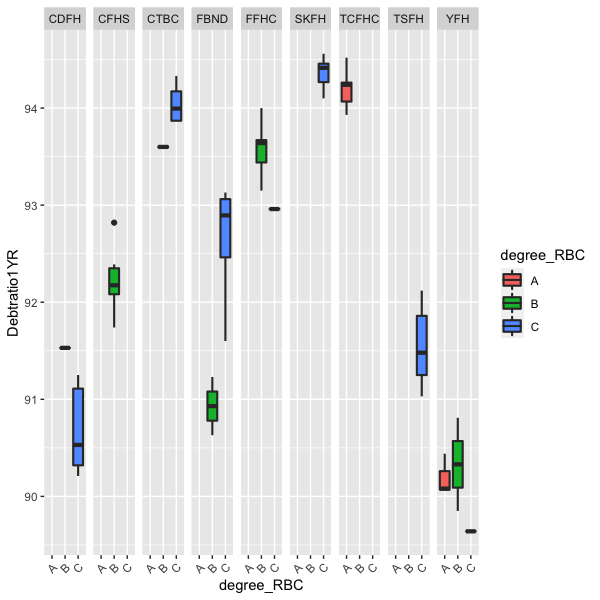 CDFH CFHS CTBC FBND FFHC SKFH TCFHC TSFH YFH
94
93
92
91
90
Debtratio1YR
A B C A B C A B C A B C A B C A B C A B C A B C A B C
degree_RBC
degree_RBC
A
B
C